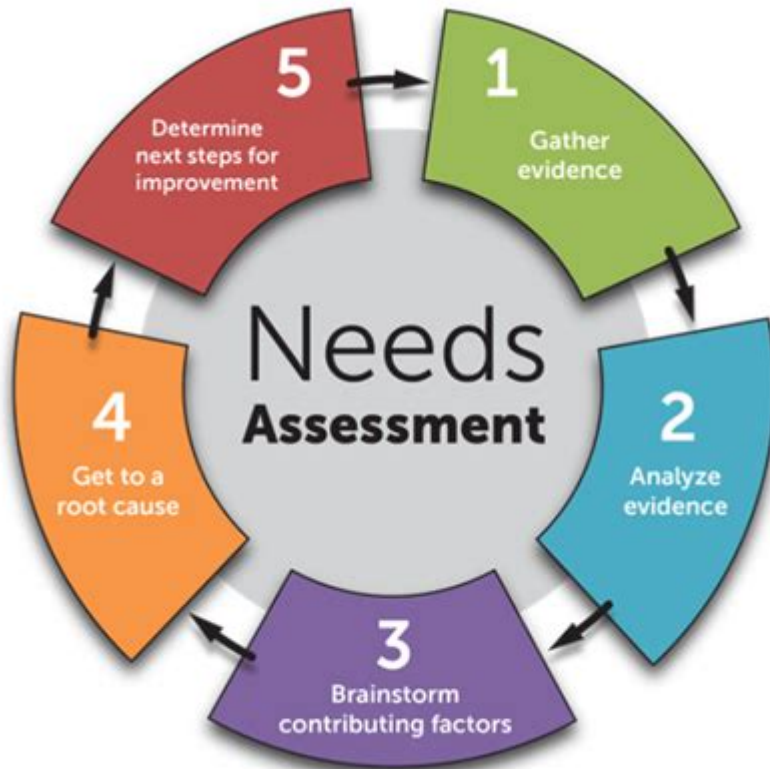 Needs
Assessment
1
Gather
evidence
2
Analyze
evidence
3
Brainstorm
contributing factors
4
Get to a
root cause
5
Determine
next steps for
improvement